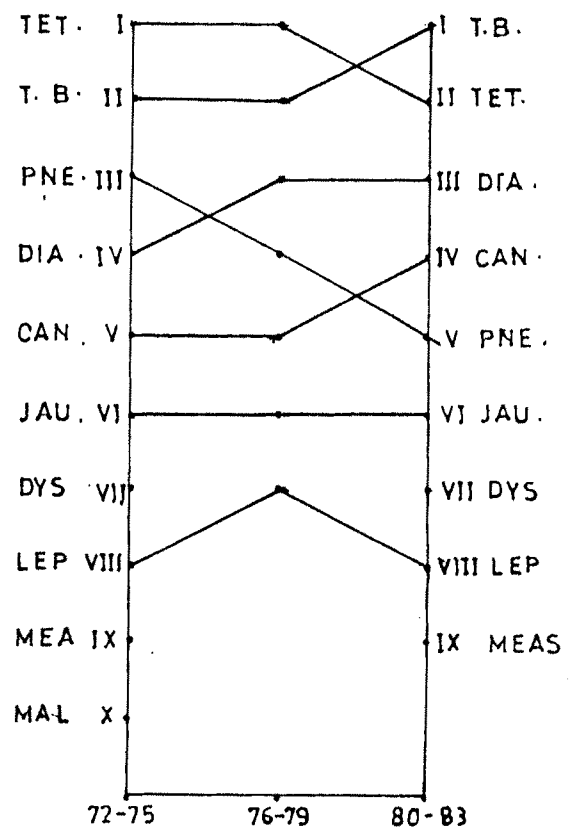 TET. I I T.B.
T. B. II II TET.
PNE. III III DIA.
DIA. IV IV CAN.
CAN. V V PNE.
JAU. VI VI JAU.
DYS VII VII DYS
LEP VIII VIII LEP
MEA IX IX MEAS
MAL X
72-75 76-79 80-83